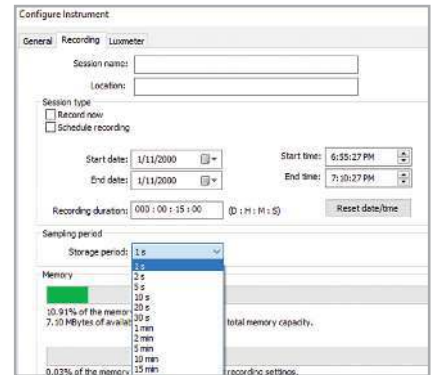 Configure Instrument
General Recording Luxmeter
Session name:
Location:
Session type
Record now
Schedule recording
Start date: 1/11/2000 Start time: 6:55:27 PM
End date: 1/11/2000 End time: 7:10:27 PM
Recording duration: 000 : 00 : 15 : 00 (D : H : M : S) Reset date/time
Sampling period
Storage period: 1 s
1 s
2 s
Memory
5 s
10 s
10.91% of the memor 20 s
7.10 MBytes of availab 30 s total memory capacity.
1 min
2 min
5 min
10 min
0.03% of the memory 15 min recording settings.